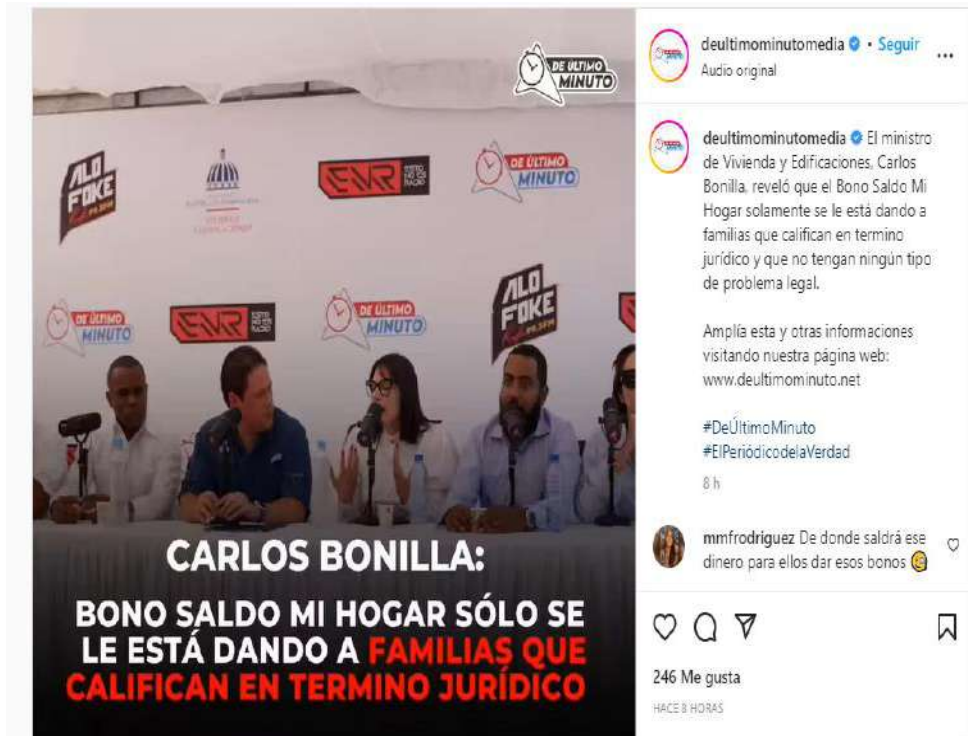 DE ÚLTIMO
MINUTO
ALO
FOKE
EMR
DE ÚLTIMO
MINUTO
DE ÚLTIMO
MINUTO
EMR
DE ÚLTIMO
MINUTO
ALO
FOKE
CARLOS BONILLA:
BONO SALDO MI HOGAR SÓLO SE
LE ESTÁ DANDO A FAMILIAS QUE
CALIFICAN EN TERMINO JURÍDICO
deultimominutomedia • Seguir
Audio original
deultimominutomedia El ministro
de Vivienda y Edificaciones, Carlos
Bonilla, reveló que el Bono Saldo Mi
Hogar solamente se le está dando a
familias que califican en termino
jurídico y que no tengan ningún tipo
de problema legal.
Amplía esta y otras informaciones
visitando nuestra página web:
www.deultimominuto.net
#DeÚltimoMinuto
#ElPeriódicodelaVerdad
8 h
mmfrodriguez De donde saldrá ese
dinero para ellos dar esos bonos
246 Me gusta
HACE 8 HORAS